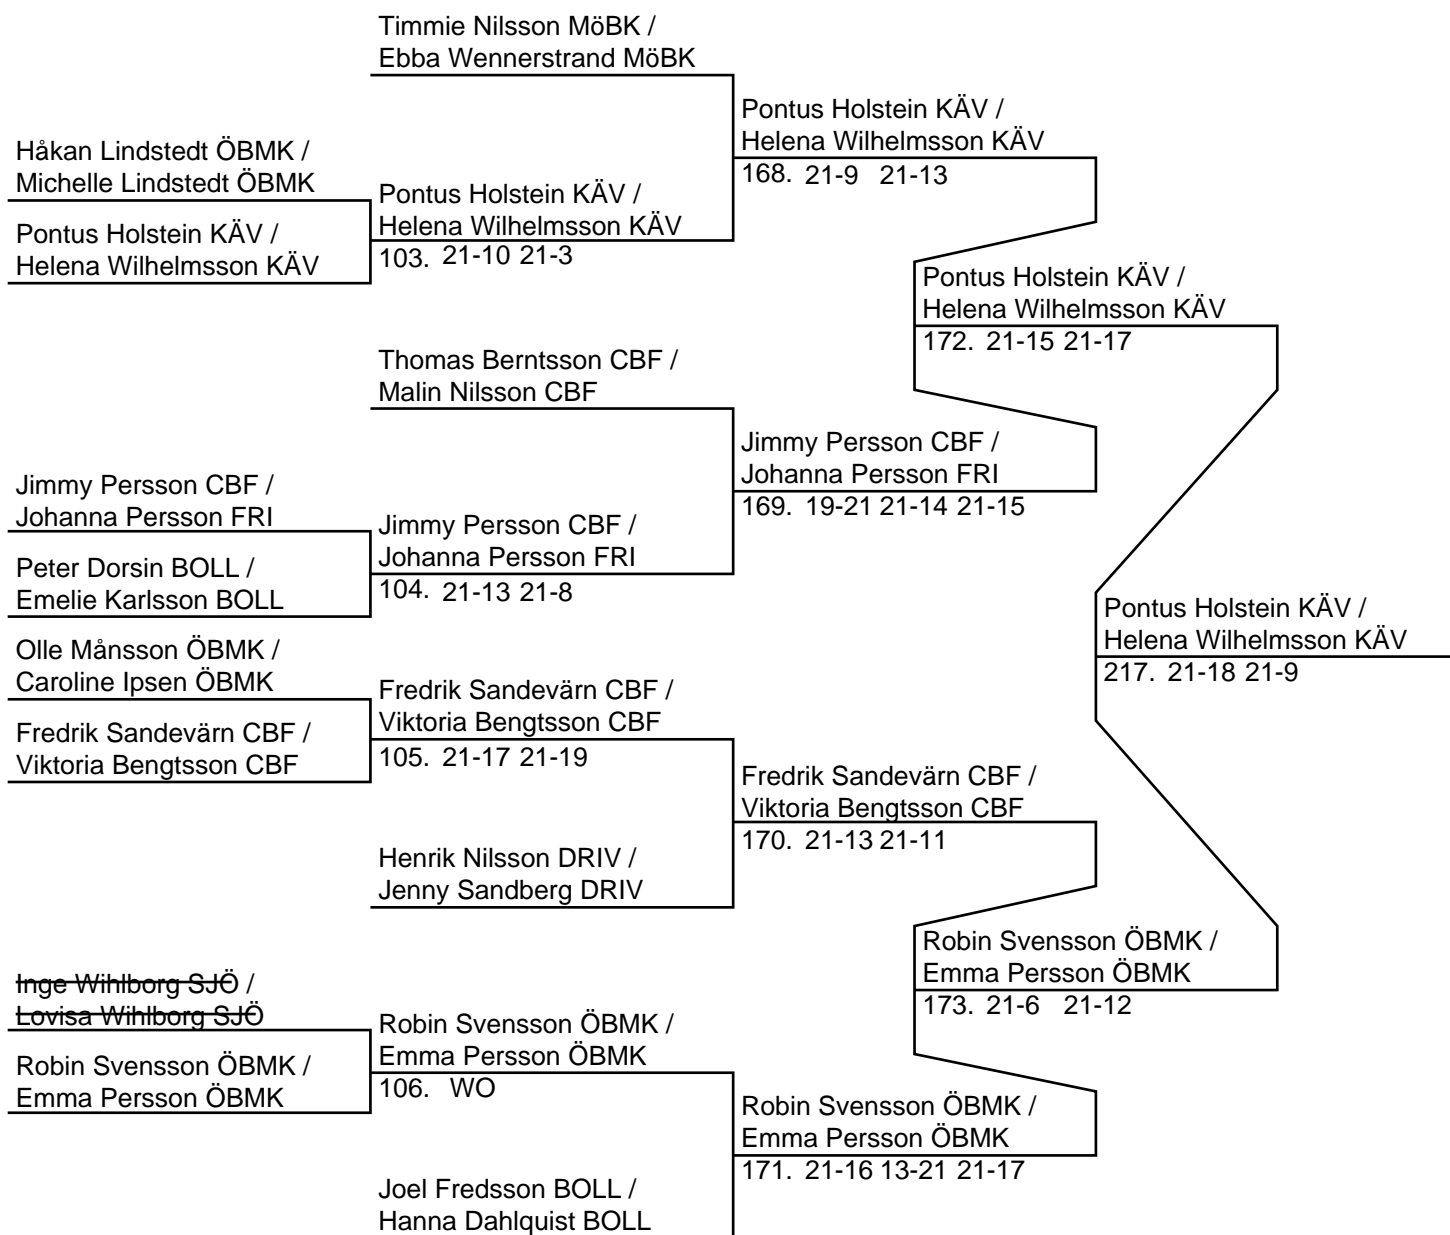 Timmie Nilsson MöBK /
Ebba Wennerstrand MöBK
Pontus Holstein KÄV /
Helena Wilhelmsson KÄV
168. 21-9 21-13
Håkan Lindstedt ÖBMK /
Michelle Lindstedt ÖBMK
Pontus Holstein KÄV /
Helena Wilhelmsson KÄV
103. 21-10 21-3
Pontus Holstein KÄV /
Helena Wilhelmsson KÄV
Pontus Holstein KÄV /
Helena Wilhelmsson KÄV
172. 21-15 21-17
Thomas Berntsson CBF /
Malin Nilsson CBF
Jimmy Persson CBF /
Johanna Persson FRI
169. 19-21 21-14 21-15
Jimmy Persson CBF /
Johanna Persson FRI
Jimmy Persson CBF /
Johanna Persson FRI
104. 21-13 21-8
Peter Dorsin BOLL /
Emelie Karlsson BOLL
Pontus Holstein KÄV /
Helena Wilhelmsson KÄV
217. 21-18 21-9
Olle Månsson ÖBMK /
Caroline Ipsen ÖBMK
Fredrik Sandevärn CBF /
Viktoria Bengtsson CBF
105. 21-17 21-19
Fredrik Sandevärn CBF /
Viktoria Bengtsson CBF
Fredrik Sandevärn CBF /
Viktoria Bengtsson CBF
170. 21-13 21-11
Henrik Nilsson DRIV /
Jenny Sandberg DRIV
Robin Svensson ÖBMK /
Emma Persson ÖBMK
173. 21-6 21-12
Inge Wihlborg SJÖ /
Lovisa Wihlborg SJÖ
Robin Svensson ÖBMK /
Emma Persson ÖBMK
106. WO
Robin Svensson ÖBMK /
Emma Persson ÖBMK
Robin Svensson ÖBMK /
Emma Persson ÖBMK
171. 21-16 13-21 21-17
Joel Fredsson BOLL /
Hanna Dahlquist BOLL